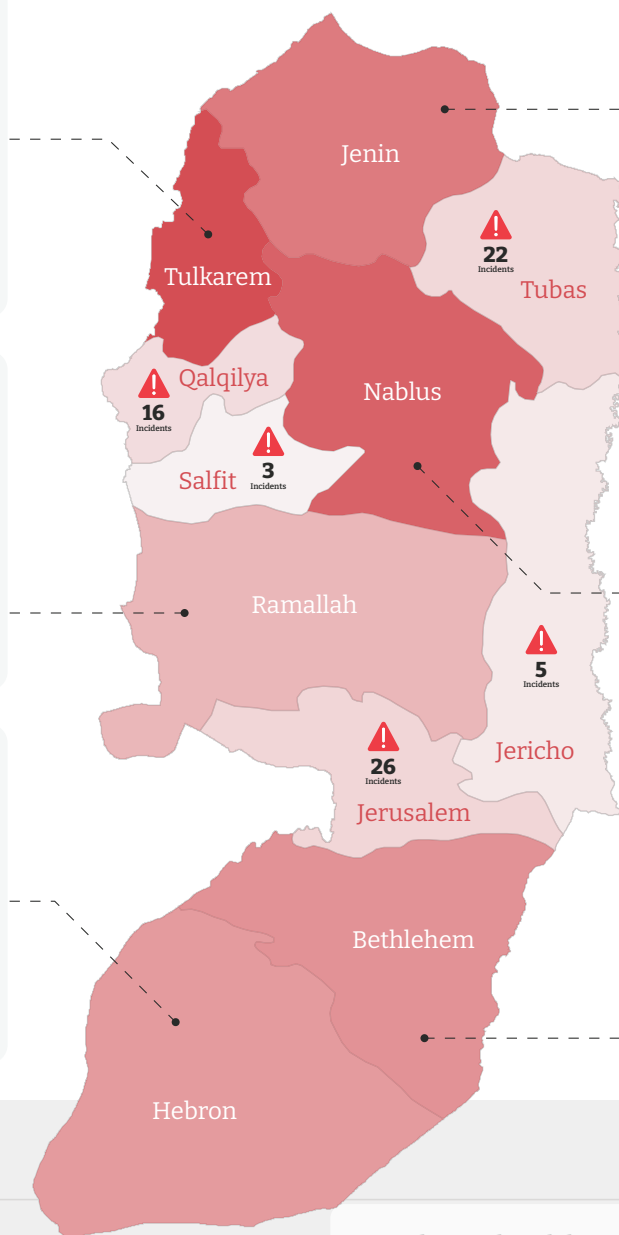 Jenin
22
Incidents
Tubas
Tulkarem
Qalqilya
16
Incidents
Nablus
Salfit
3
Incidents
Ramallah
5
Incidents
Jericho
26
Incidents
Jerusalem
Bethlehem
Hebron